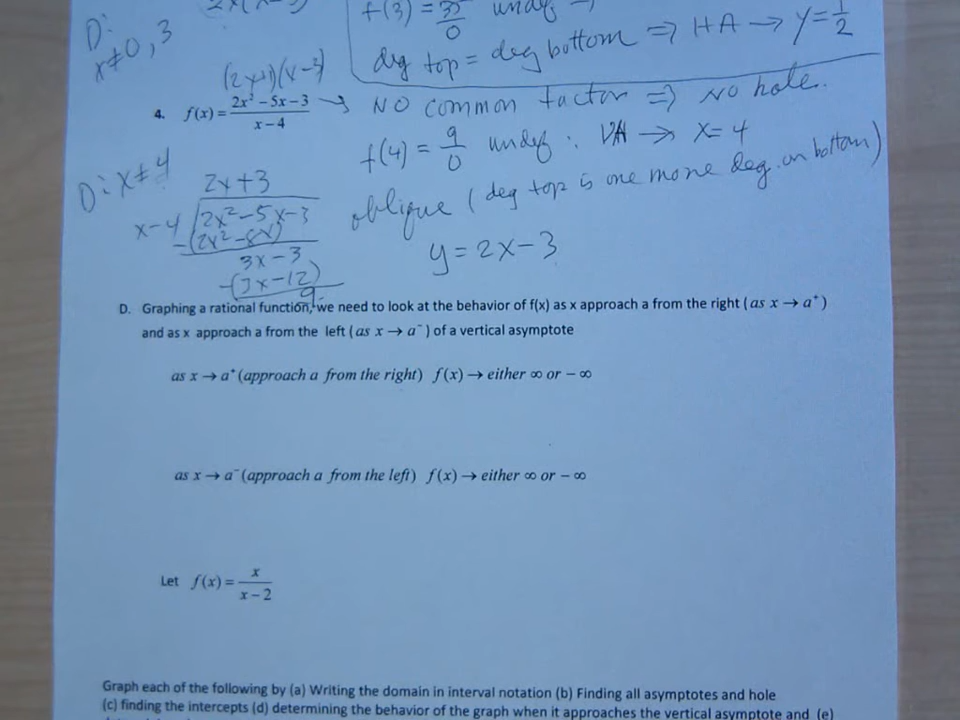 D:
x≠0, 3
f(3) = 35/0 undef →
deg top = deg bottom ⇒ HA → y = 1/2
(2x+1)(x-3)
4. f(x) = (2x² - 5x - 3)/(x - 4) → NO common factor ⇒ No hole.
f(4) = 9/0 undef ∴ VA → x = 4
D: x≠4
oblique (deg top is one more deg. on bottom)
y = 2x - 3
2x + 3
x-4 2x² - 5x - 3
-(2x² - 8x)
3x - 3
-(3x - 12)
9
D. Graphing a rational function, we need to look at the behavior of f(x) as x approach a from the right (as x → a⁺)
and as x approach a from the left (as x → a⁻) of a vertical asymptote
as x → a⁺ (approach a from the right) f(x) → either ∞ or - ∞
as x → a⁻ (approach a from the left) f(x) → either ∞ or - ∞
Let f(x) = x/(x - 2)
Graph each of the following by (a) Writing the domain in interval notation (b) Finding all asymptotes and hole
(c) finding the intercepts (d) determining the behavior of the graph when it approaches the vertical asymptote and (e)